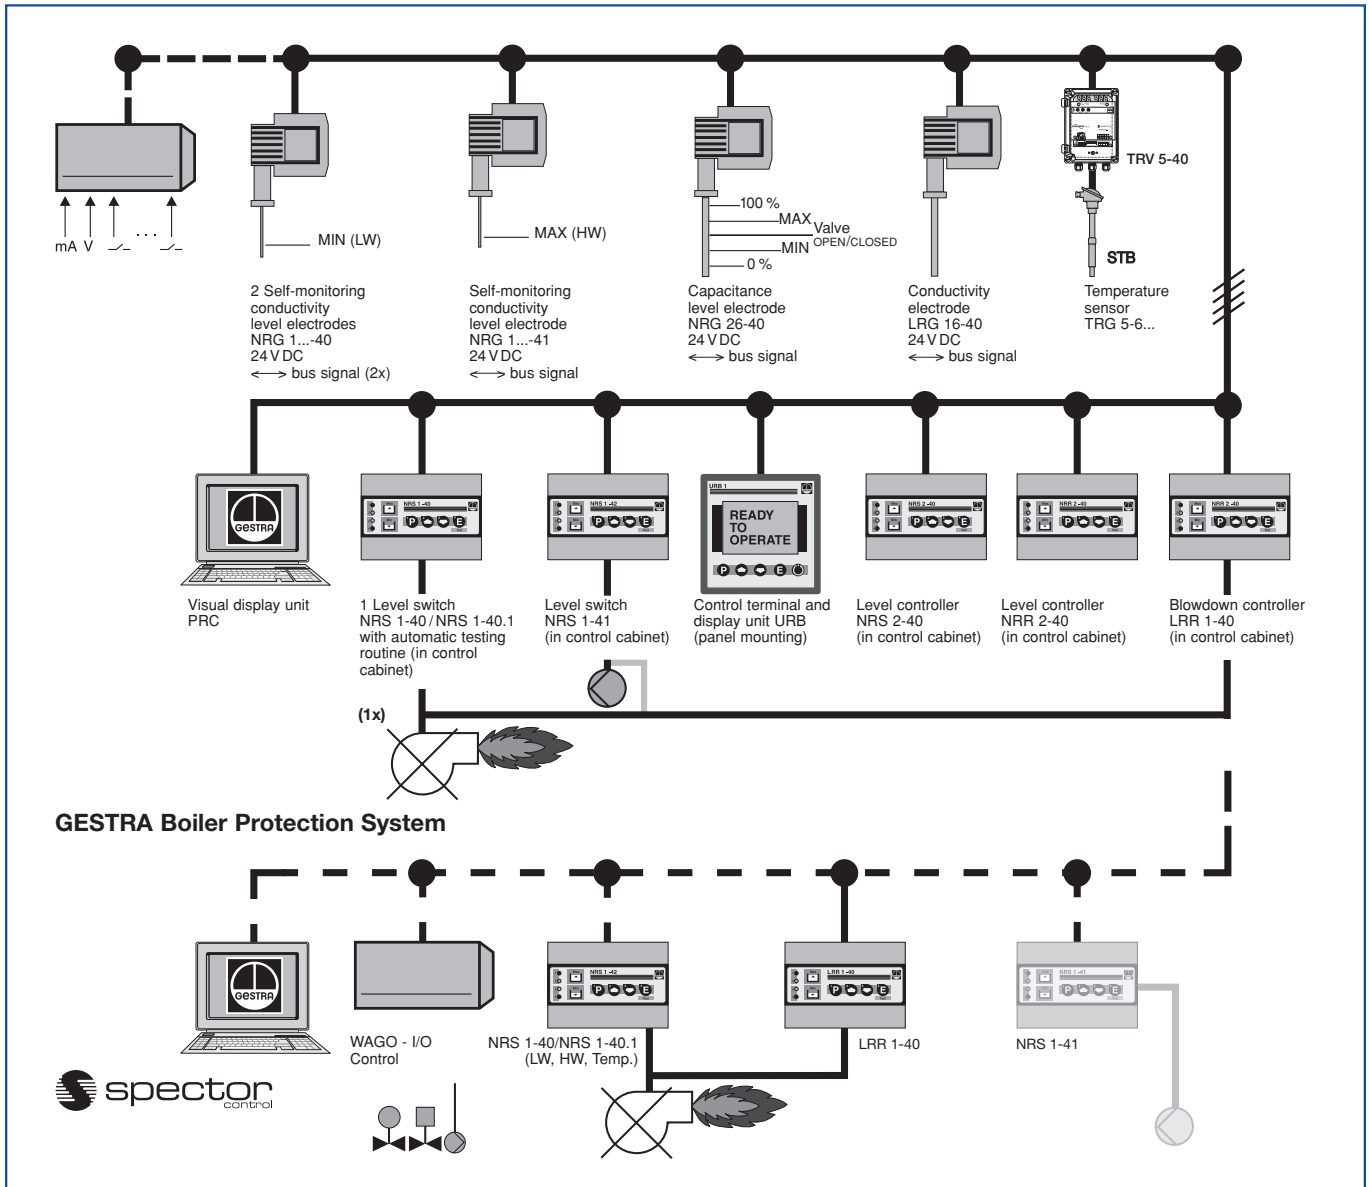 mA V
MIN (LW)
MAX (HW)
100 %
MAX
Valve
OPEN/CLOSED
MIN
0 %
TRV 5-40
STB
2 Self-monitoring
conductivity
level electrodes
NRG 1...-40
24 V DC
<—> bus signal (2x)
Self-monitoring
conductivity
level electrode
NRG 1...-41
24 V DC
<—> bus signal
Capacitance
level electrode
NRG 26-40
24 V DC
<—> bus signal
Conductivity
electrode
LRG 16-40
24 V DC
<—> bus signal
Temperature
sensor
TRG 5-6...
GESTRA
NRS 1-40
P E
NRS 1-42
P E
URB 1
READY
TO
OPERATE
P E
NRS 2-40
P E
NRR 2-40
P E
LRR 2-40
P E
Visual display unit
PRC
1 Level switch
NRS 1-40 / NRS 1-40.1
with automatic testing
routine (in control
cabinet)
Level switch
NRS 1-41
(in control cabinet)
Control terminal and
display unit URB
(panel mounting)
Level controller
NRS 2-40
(in control cabinet)
Level controller
NRR 2-40
(in control cabinet)
Blowdown controller
LRR 1-40
(in control cabinet)
(1x)
GESTRA Boiler Protection System
GESTRA
NRS 1-42
P E
LRR 1-40
P E
NRS 1-41
P E
WAGO - I/O
Control
NRS 1-40/NRS 1-40.1
(LW, HW, Temp.)
LRR 1-40
NRS 1-41
spector
control